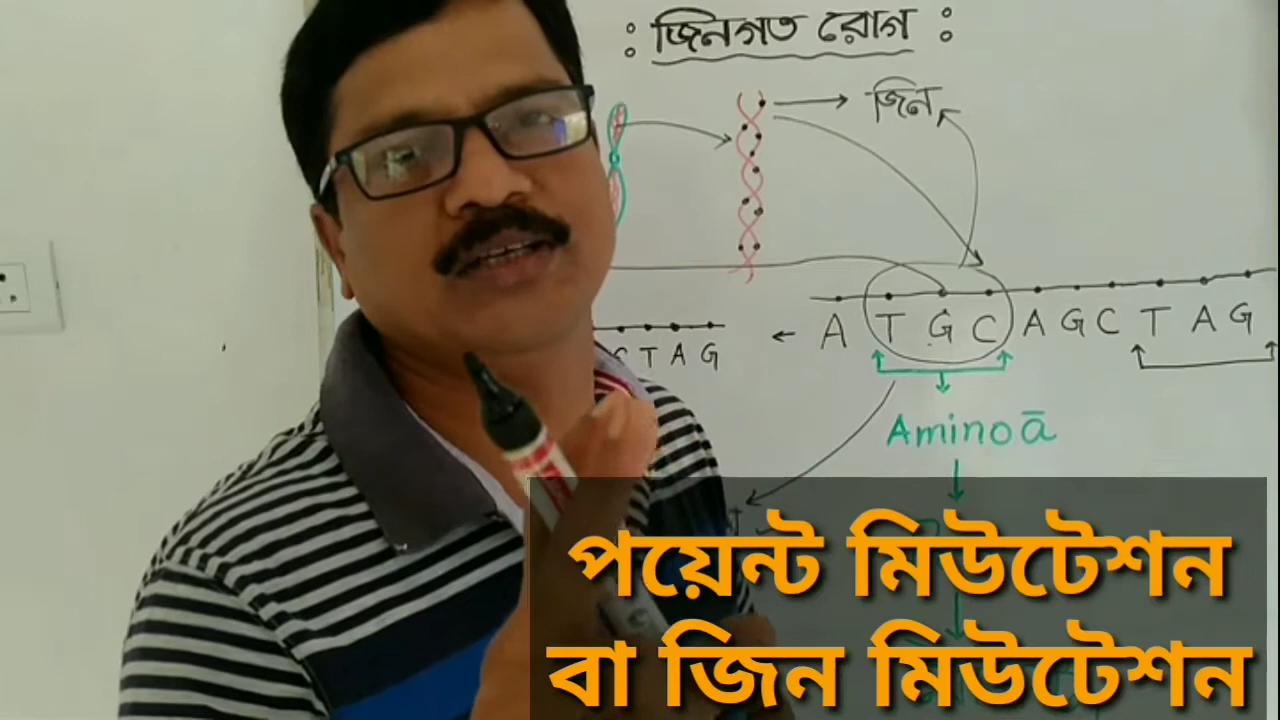 : জিনগত রোগ :
জিন
A T G C A G C T A G
C T A G
Amino ā
পয়েন্ট মিউটেশন
বা জিন মিউটেশন